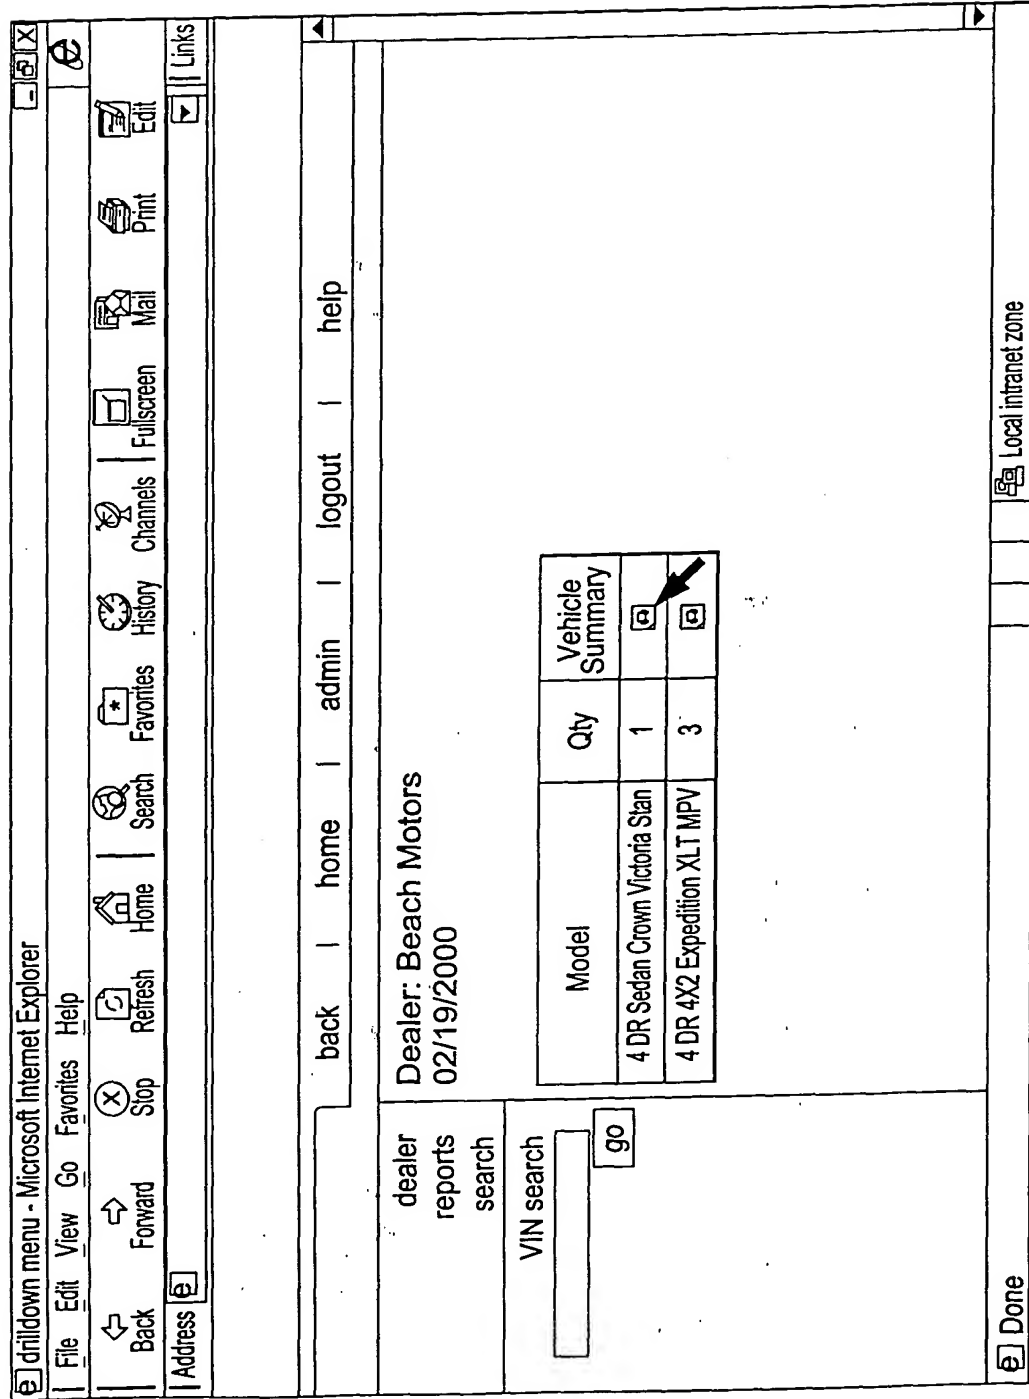 drilldown menu - Microsoft Internet Explorer
File Edit View Go Favorites Help
Back Forward Stop Refresh Home Search Favorites History Channels Fullscreen Mail Print Edit
Address Links
back | home | admin | logout | help
dealer
reports
search
VIN search
go
Dealer: Beach Motors
02/19/2000
Model Qty Vehicle Summary
4 DR Sedan Crown Victoria Stan 1
4 DR 4X2 Expedition XLT MPV 3
Done Local intranet zone